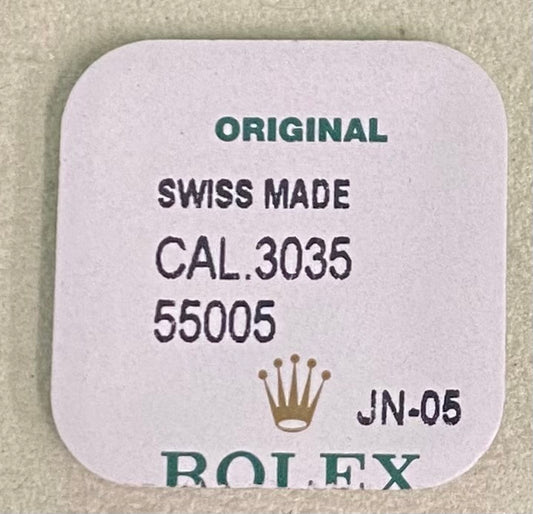 ORIGINAL
SWISS MADE
CAL.3035
55005
JN-05
ROLEX